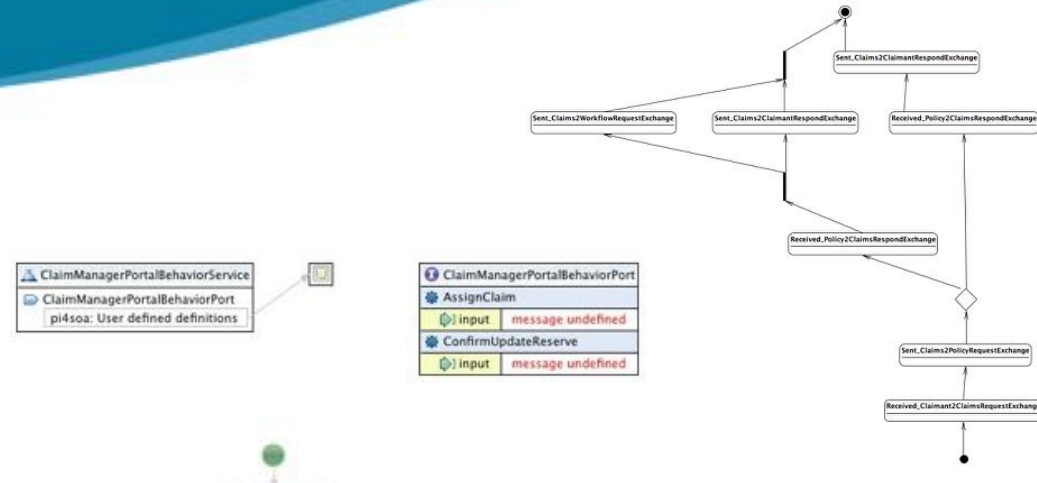 Sent_Claims2ClaimantRespondExchange
Sent_Claims2WorkflowRequestExchange
Sent_Claims2ClaimantRespondExchange
Received_Policy2ClaimsRespondExchange
Received_Policy2ClaimsRespondExchange
ClaimManagerPortalBehaviorService
ClaimManagerPortalBehaviorPort
pi4soa: User defined definitions
ClaimManagerPortalBehaviorPort
AssignClaim
input message undefined
ConfirmUpdateReserve
input message undefined
Sent_Claims2PolicyRequestExchange
Received_Claimant2ClaimsRequestExchang